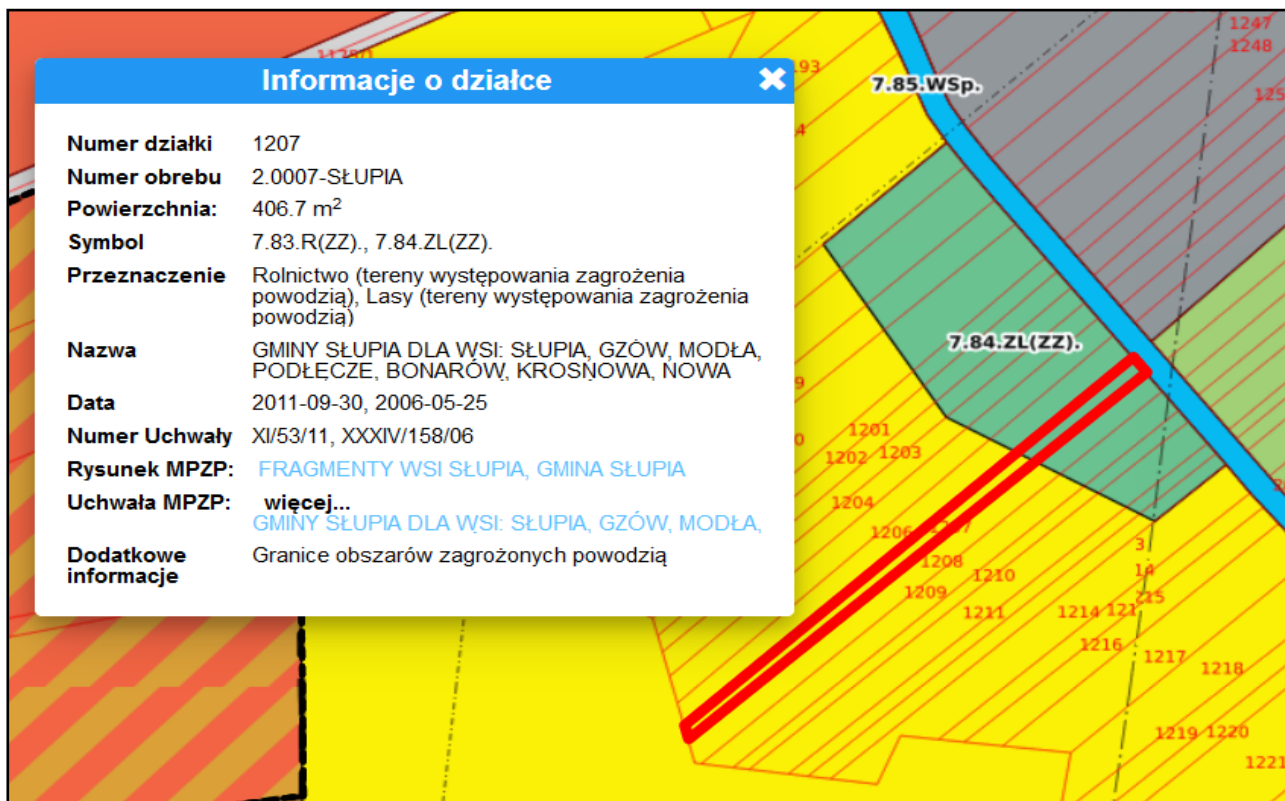 Informacje o działce ✖
Numer działki 1207
Numer obrebu 2.0007-SŁUPIA
Powierzchnia: 406.7 m²
Symbol 7.83.R(ZZ)., 7.84.ZL(ZZ).
Przeznaczenie Rolnictwo (tereny występowania zagrożenia
powodzią), Lasy (tereny występowania zagrożenia
powodzią)
Nazwa GMINY SŁUPIA DLA WSI: SŁUPIA, GZÓW, MODŁA,
PODŁĘCZE, BONARÓW, KROSNOWA, NOWA
Data 2011-09-30, 2006-05-25
Numer Uchwały XI/53/11, XXXIV/158/06
Rysunek MPZP: FRAGMENTY WSI SŁUPIA, GMINA SŁUPIA
Uchwała MPZP: więcej...
GMINY SŁUPIA DLA WSI: SŁUPIA, GZÓW, MODŁA,
Dodatkowe Granice obszarów zagrożonych powodzią
informacje
1247
1248
7.85.WSp.
7.84.ZL(ZZ).
1201
1202 1203
1204
1206
1208
1209
1210
1211
1214
1216
1217
1218
1219 1220
1221